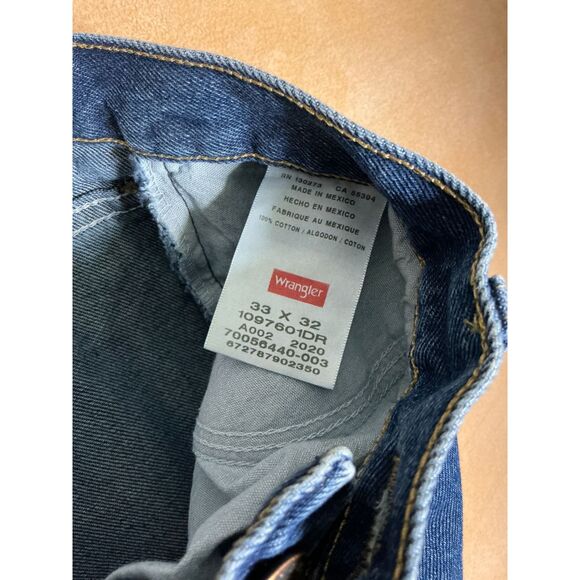 RN 130273 CA 55394
MADE IN MEXICO
HECHO EN MEXICO
FABRIQUE AU MEXIQUE
100% COTTON / ALGODON / COTON
Wrangler
33 X 32
1097601DR
A002 2020
70056440-003
672787902350